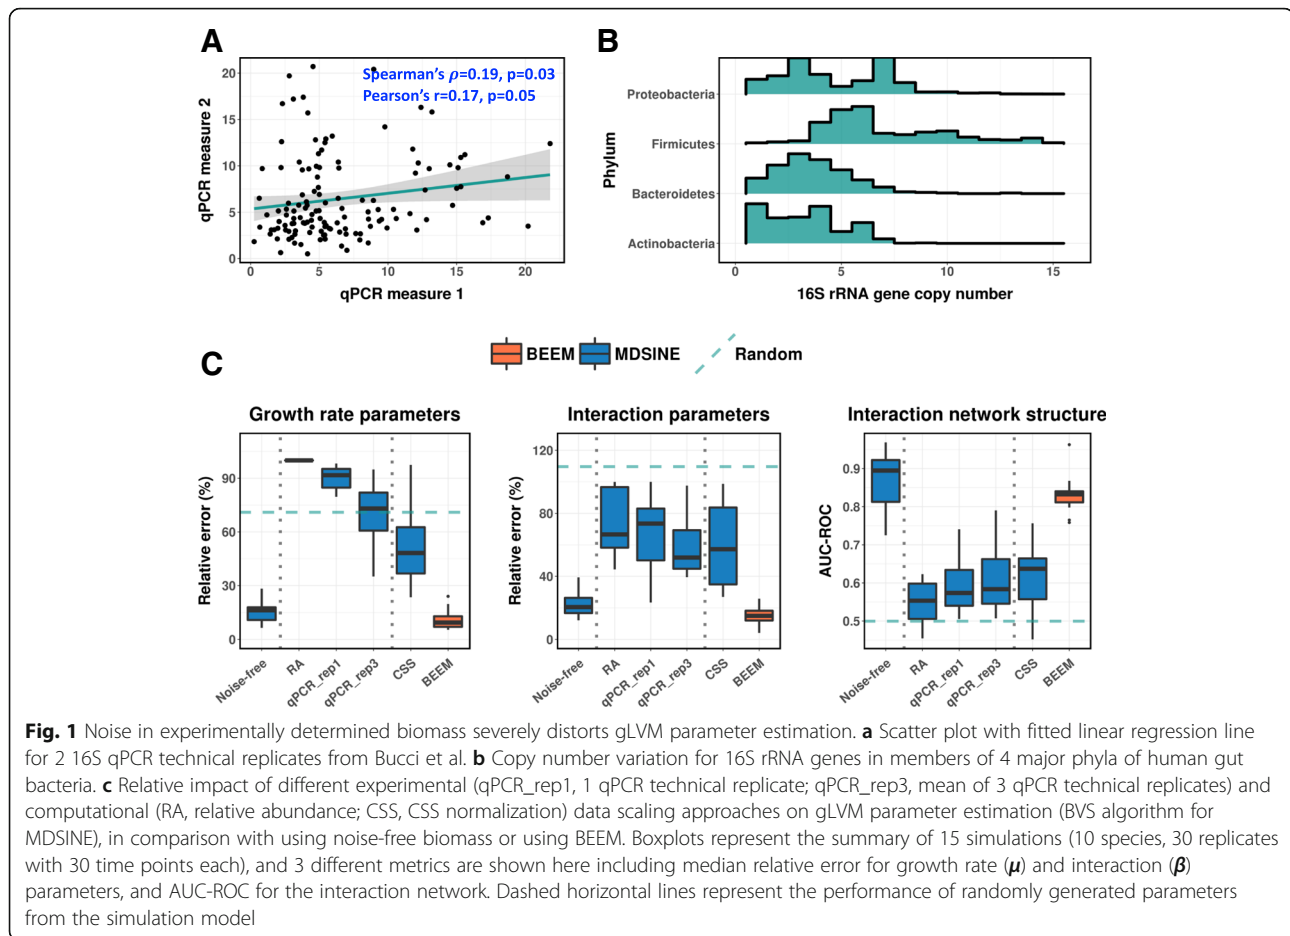 A
Spearman's ρ=0.19, p=0.03
Pearson's r=0.17, p=0.05
qPCR measure 2
20
15
10
5
0
0 5 10 15 20
qPCR measure 1
B
Phylum
Proteobacteria
Firmicutes
Bacteroidetes
Actinobacteria
0 5 10 15
16S rRNA gene copy number
BEEM MDSINE Random
C
Growth rate parameters
Relative error (%)
90
60
30
0
Noise-free RA qPCR_rep1 qPCR_rep3 CSS BEEM
Interaction parameters
Relative error (%)
120
80
40
0
Noise-free RA qPCR_rep1 qPCR_rep3 CSS BEEM
Interaction network structure
AUC-ROC
0.9
0.8
0.7
0.6
0.5
Noise-free RA qPCR_rep1 qPCR_rep3 CSS BEEM
Fig. 1 Noise in experimentally determined biomass severely distorts gLVM parameter estimation. a Scatter plot with fitted linear regression line
for 2 16S qPCR technical replicates from Bucci et al. b Copy number variation for 16S rRNA genes in members of 4 major phyla of human gut
bacteria. c Relative impact of different experimental (qPCR_rep1, 1 qPCR technical replicate; qPCR_rep3, mean of 3 qPCR technical replicates) and
computational (RA, relative abundance; CSS, CSS normalization) data scaling approaches on gLVM parameter estimation (BVS algorithm for
MDSINE), in comparison with using noise-free biomass or using BEEM. Boxplots represent the summary of 15 simulations (10 species, 30 replicates
with 30 time points each), and 3 different metrics are shown here including median relative error for growth rate (μ) and interaction (β)
parameters, and AUC-ROC for the interaction network. Dashed horizontal lines represent the performance of randomly generated parameters
from the simulation model